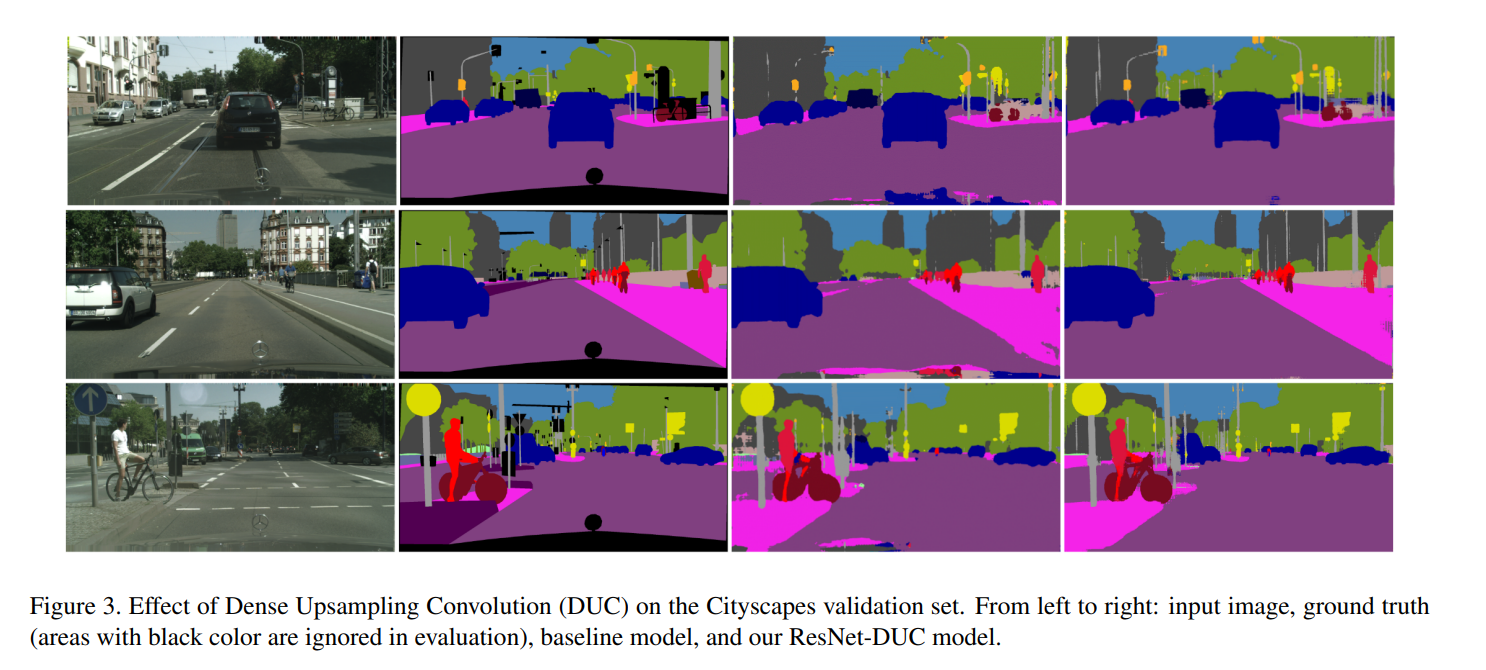 Figure 3. Effect of Dense Upsampling Convolution (DUC) on the Cityscapes validation set. From left to right: input image, ground truth
(areas with black color are ignored in evaluation), baseline model, and our ResNet-DUC model.